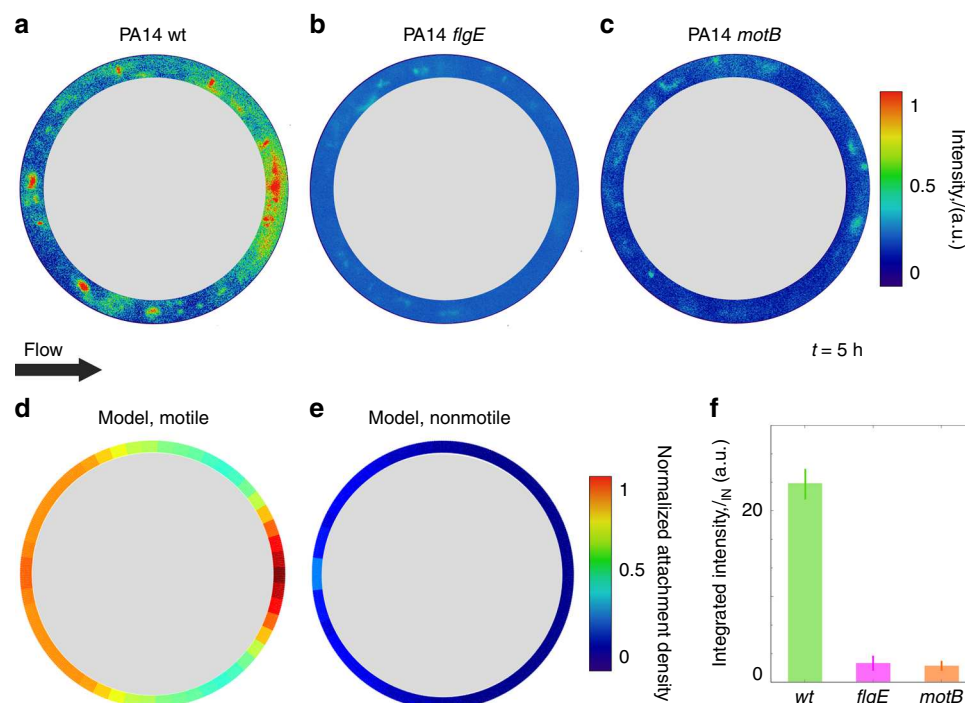 a
PA14 wt
b
PA14 flgE
c
PA14 motB
1
0.5
0
Intensity,/(a.u.)
Flow
t = 5 h
d
Model, motile
e
Model, nonmotile
1
0.5
0
Normalized attachment density
f
Integrated intensity,/IN (a.u.)
20
0
wt
flgE
motB